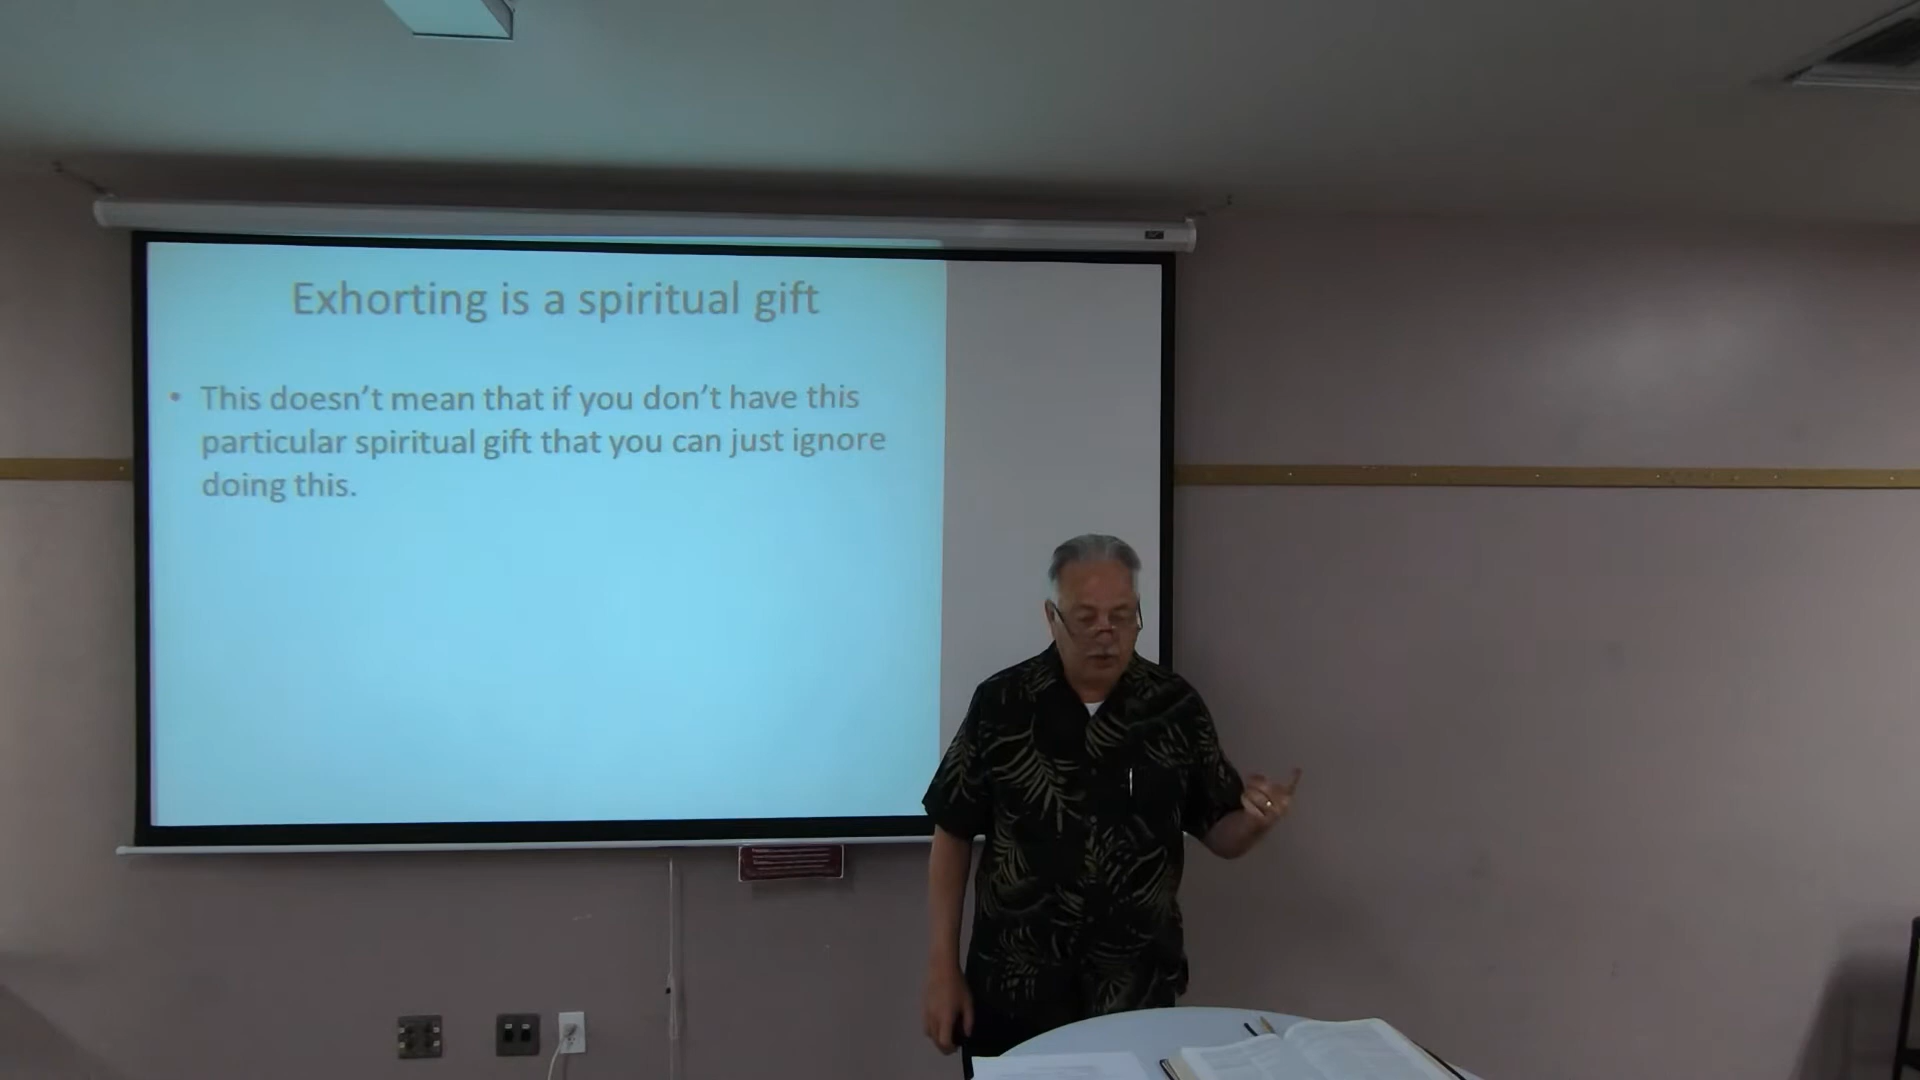 Exhorting is a spiritual gift
• This doesn’t mean that if you don’t have this
particular spiritual gift that you can just ignore
doing this.